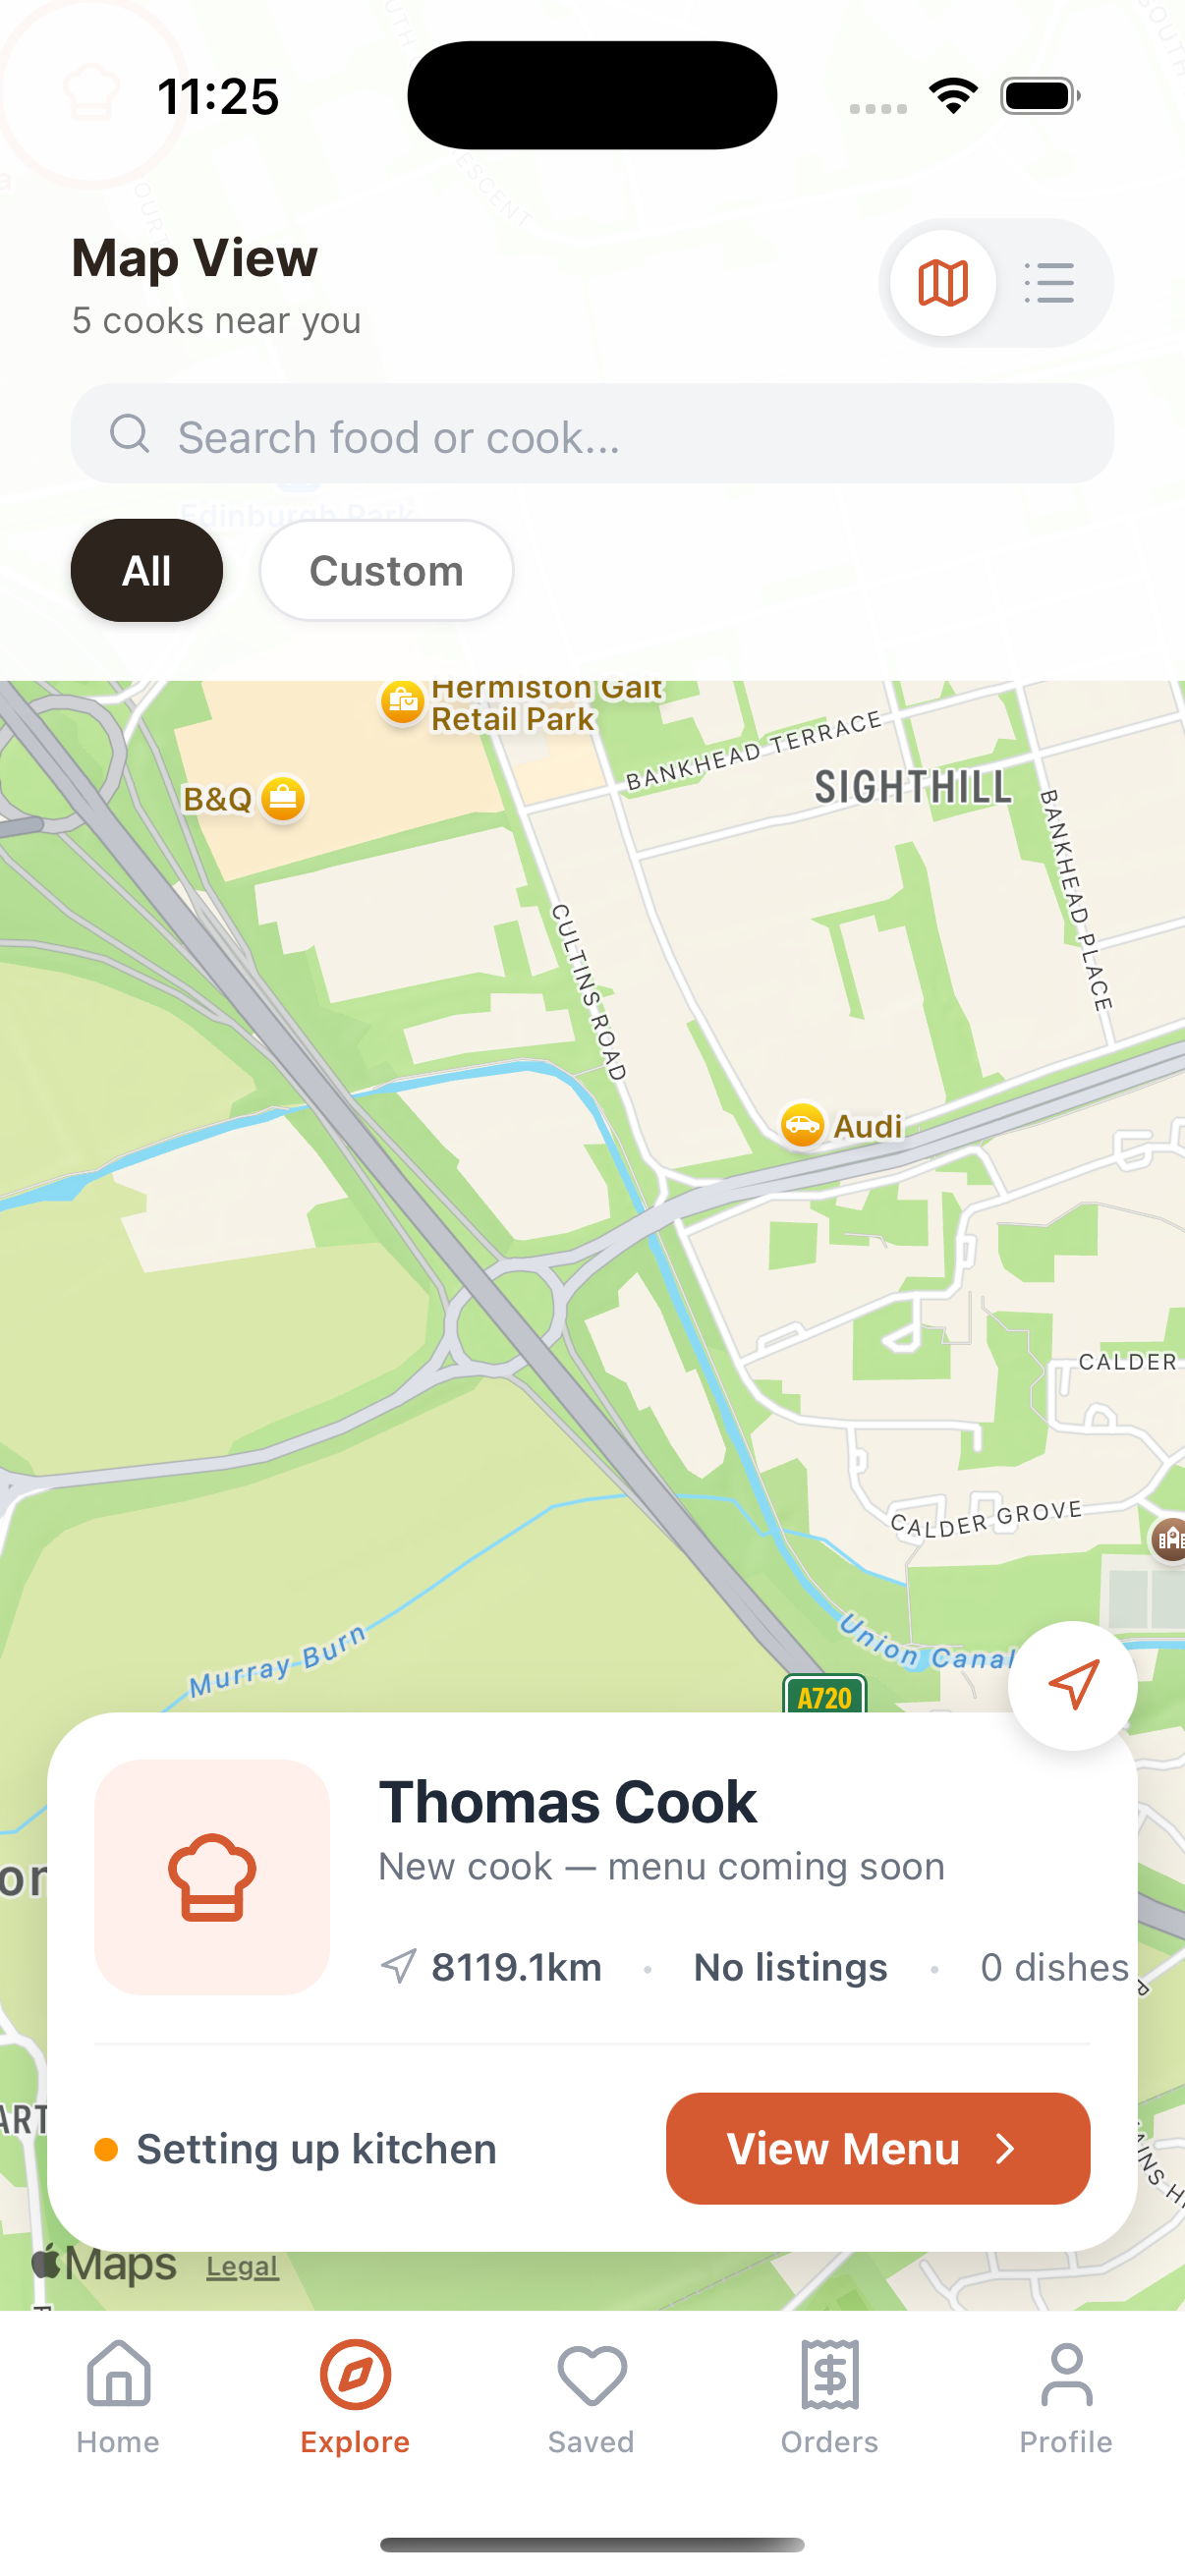 11:25
Map View
5 cooks near you
Search food or cook...
Edinburgh Park
All
Custom
Hermiston Gait
Retail Park
B&Q
BANKHEAD TERRACE
SIGHTHILL
BANKHEAD PLACE
CULTINS ROAD
Audi
CALDER
CALDER GROVE
Murray Burn
Union Canal
A720
Thomas Cook
New cook — menu coming soon
8119.1km • No listings • 0 dishes
Setting up kitchen
View Menu
Maps
Legal
Home
Explore
Saved
Orders
Profile